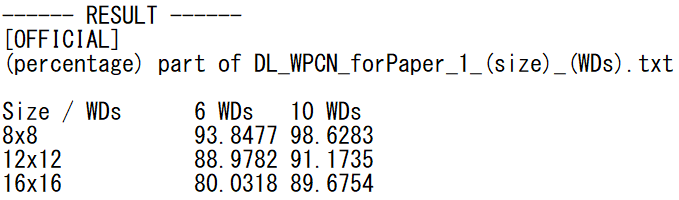 ------ RESULT ------
[OFFICIAL]
(percentage) part of DL_WPCN_forPaper_1_(size)_(WDs).txt

Size / WDs      6 WDs   10 WDs
8x8             93.8477 98.6283
12x12           88.9782 91.1735
16x16           80.0318 89.6754